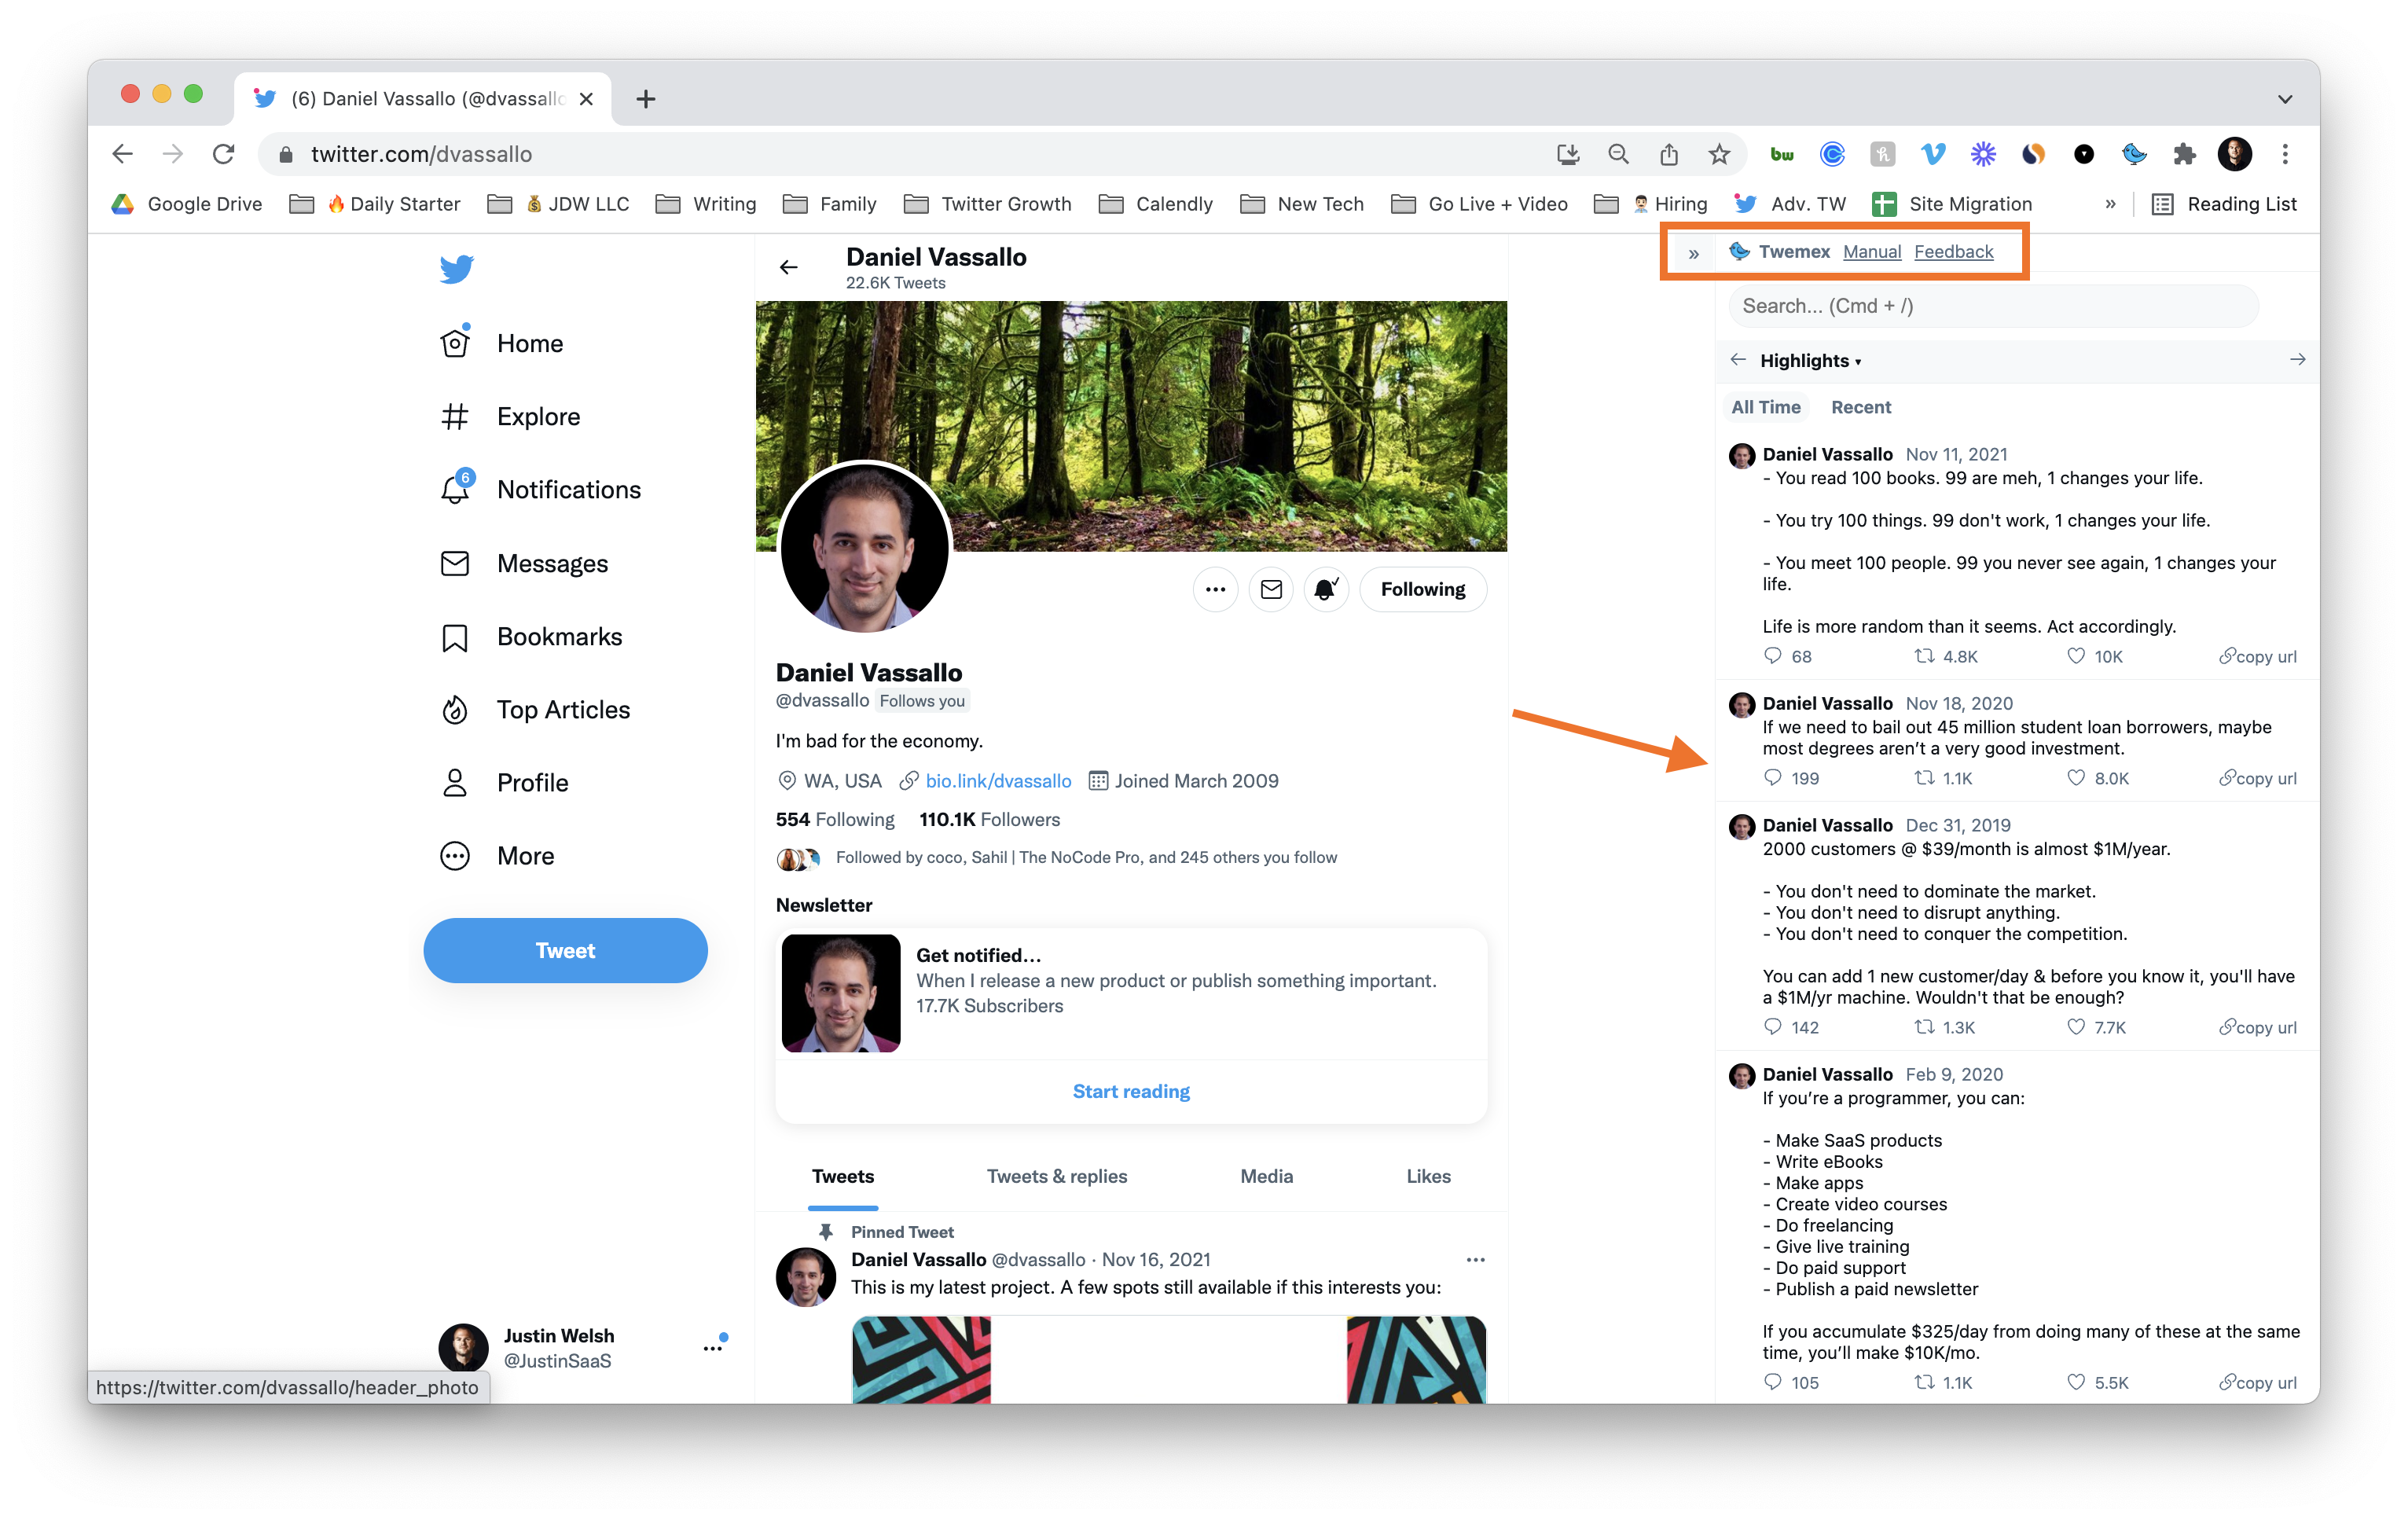 (6) Daniel Vassallo (@dvassallo
twitter.com/dvassallo
bw
Google Drive
Daily Starter
JDW LLC
Writing
Family
Twitter Growth
Calendly
New Tech
Go Live + Video
Hiring
Adv. TW
Site Migration
»
Reading List
Home
Explore
6
Notifications
Messages
Bookmarks
Top Articles
Profile
More
Tweet
Justin Welsh
@JustinSaaS
https://twitter.com/dvassallo/header_photo
Daniel Vassallo
22.6K Tweets
Following
Daniel Vassallo
@dvassallo Follows you
I'm bad for the economy.
WA, USA bio.link/dvassallo Joined March 2009
554 Following 110.1K Followers
Followed by coco, Sahil | The NoCode Pro, and 245 others you follow
Newsletter
Get notified...
When I release a new product or publish something important.
17.7K Subscribers
Start reading
Tweets Tweets & replies Media Likes
Pinned Tweet
Daniel Vassallo @dvassallo · Nov 16, 2021
This is my latest project. A few spots still available if this interests you:
» Twemex Manual Feedback
Search... (Cmd + /)
Highlights
All Time Recent
Daniel Vassallo Nov 11, 2021
- You read 100 books. 99 are meh, 1 changes your life.
- You try 100 things. 99 don't work, 1 changes your life.
- You meet 100 people. 99 you never see again, 1 changes your
life.
Life is more random than it seems. Act accordingly.
68 4.8K 10K copy url
Daniel Vassallo Nov 18, 2020
If we need to bail out 45 million student loan borrowers, maybe
most degrees aren’t a very good investment.
199 1.1K 8.0K copy url
Daniel Vassallo Dec 31, 2019
2000 customers @ $39/month is almost $1M/year.
- You don't need to dominate the market.
- You don't need to disrupt anything.
- You don't need to conquer the competition.
You can add 1 new customer/day & before you know it, you'll have
a $1M/yr machine. Wouldn't that be enough?
142 1.3K 7.7K copy url
Daniel Vassallo Feb 9, 2020
If you’re a programmer, you can:
- Make SaaS products
- Write eBooks
- Make apps
- Create video courses
- Do freelancing
- Give live training
- Do paid support
- Publish a paid newsletter
If you accumulate $325/day from doing many of these at the same
time, you’ll make $10K/mo.
105 1.1K 5.5K copy url